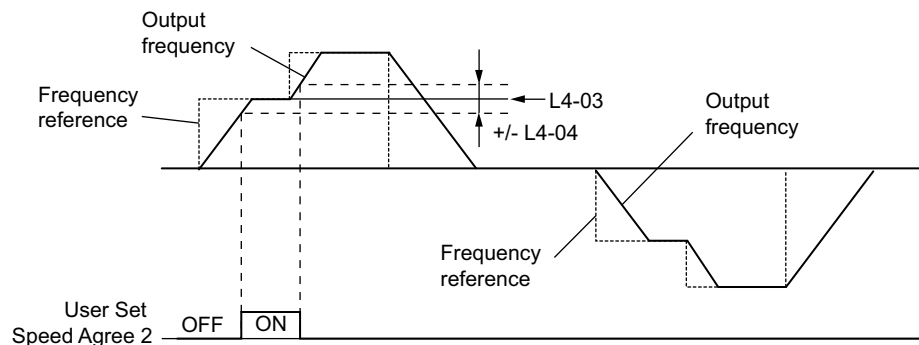 Output
frequency
Frequency
reference
L4-03
+/- L4-04
Output
frequency
Frequency
reference
User Set
Speed Agree 2
OFF
ON